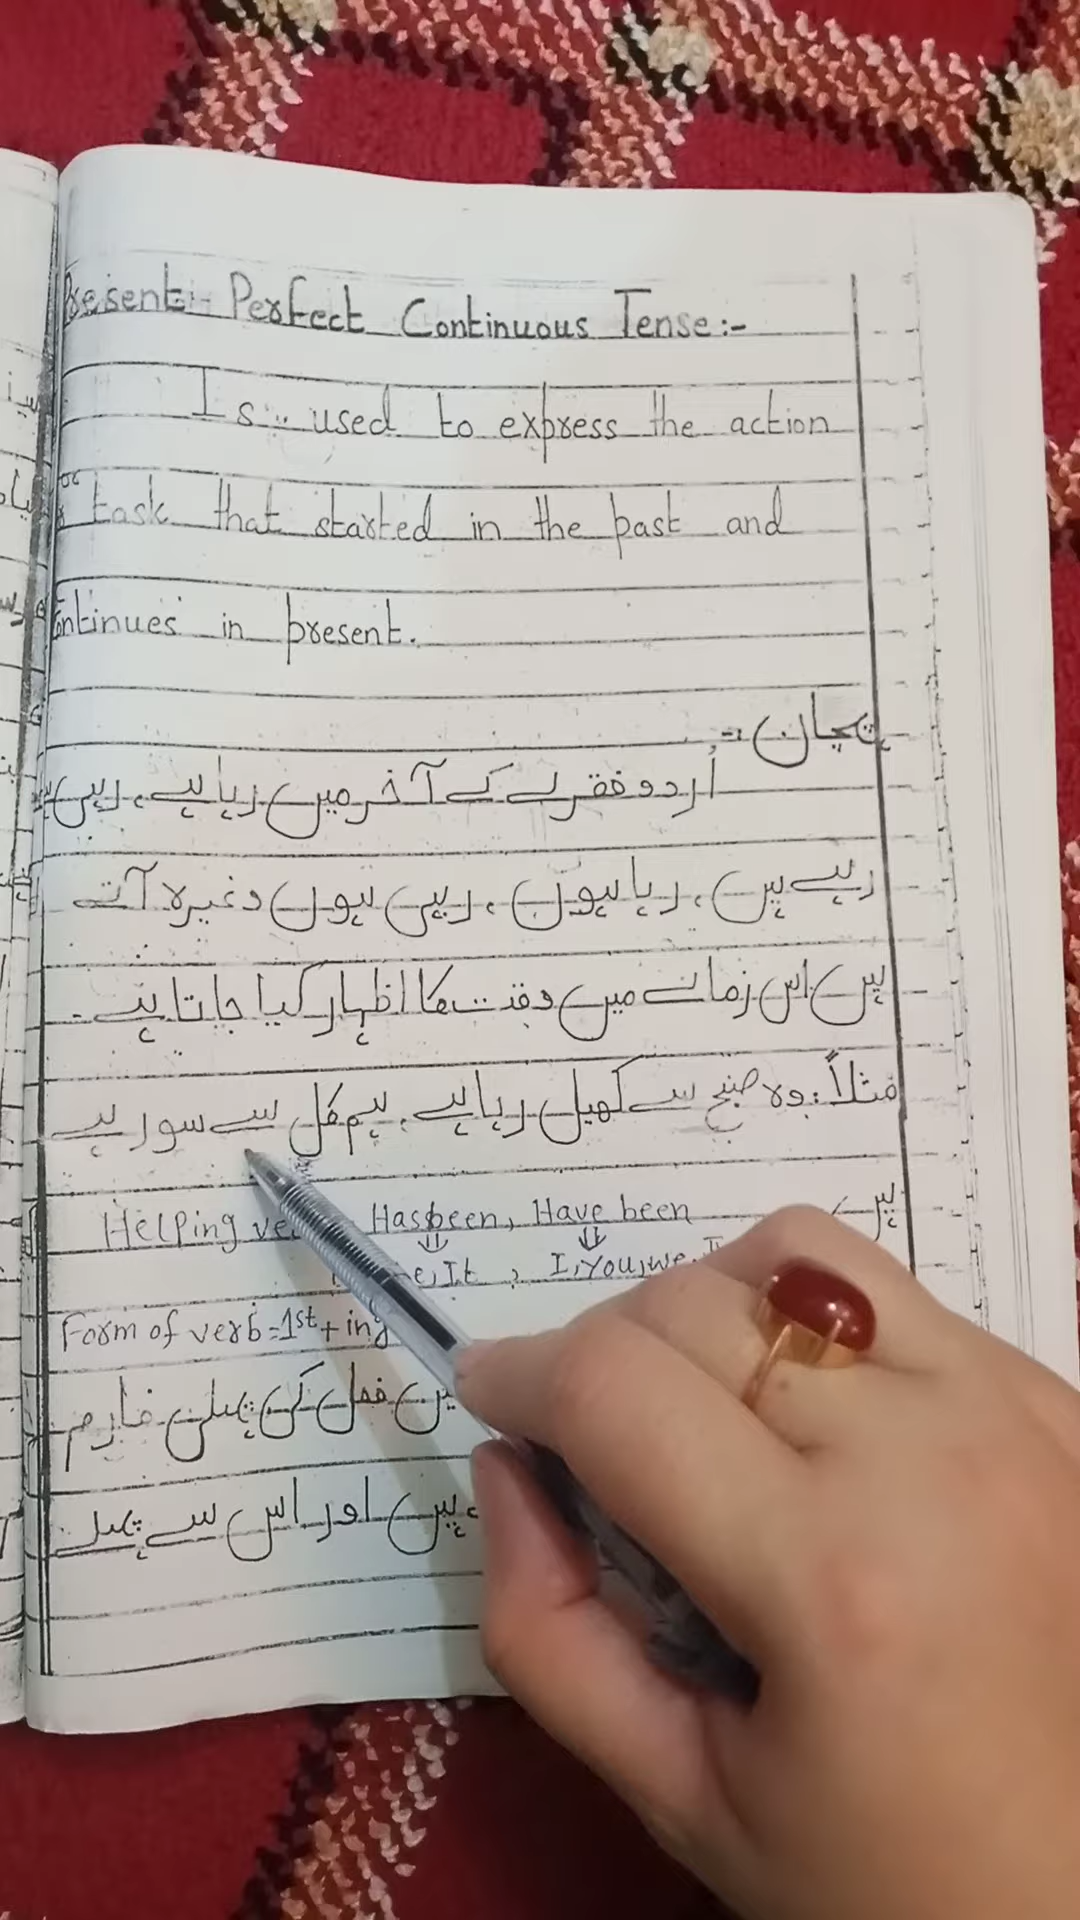 Present:- Perfect Continuous Tense:-
Is used to express the action
or task that started in the past and
continues in present.
پہچان :-
اُردو فقرے کے آخر میں رہا ہے، رہی
رہے ہیں، رہا ہوں، رہی ہوں وغیرہ آتے
ہیں اس زمانے میں وقت کا اظہار کیا جاتا ہے۔
مثلاً: وہ صبح سے کھیل رہا ہے۔ ہم کل سے سو رہے
ہیں
Helping Has been, Have been
It , I, You, we,
Form of verb = 1st + ing
میں فعل کی پہلی فارم
ہیں اور اس سے پہلے